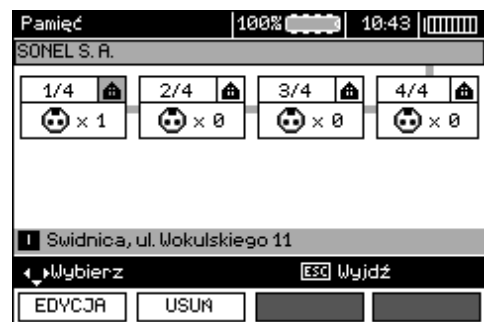 Pamięć 100% 10:43
SONEL S. A.
1/4 2/4 3/4 4/4
x 1 x 0 x 0 x 0
Swidnica, ul. Wokulskiego 11
Wybierz ESC Wyjdź
EDYCJA USUŃ